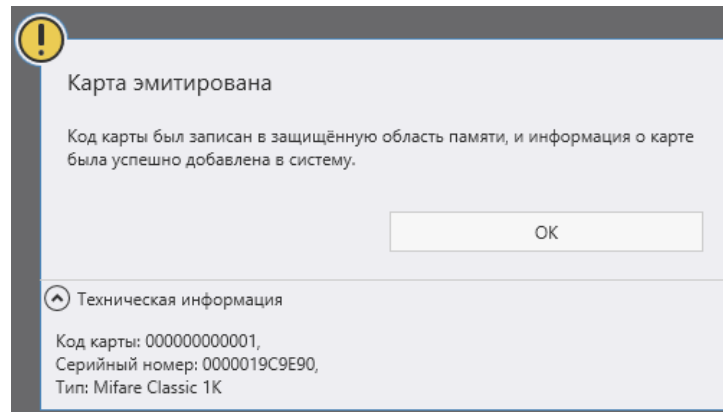 Карта эмитирована
Код карты был записан в защищённую область памяти, и информация о карте
была успешно добавлена в систему.
ОК
Техническая информация
Код карты: 000000000001,
Серийный номер: 0000019C9E90,
Тип: Mifare Classic 1K